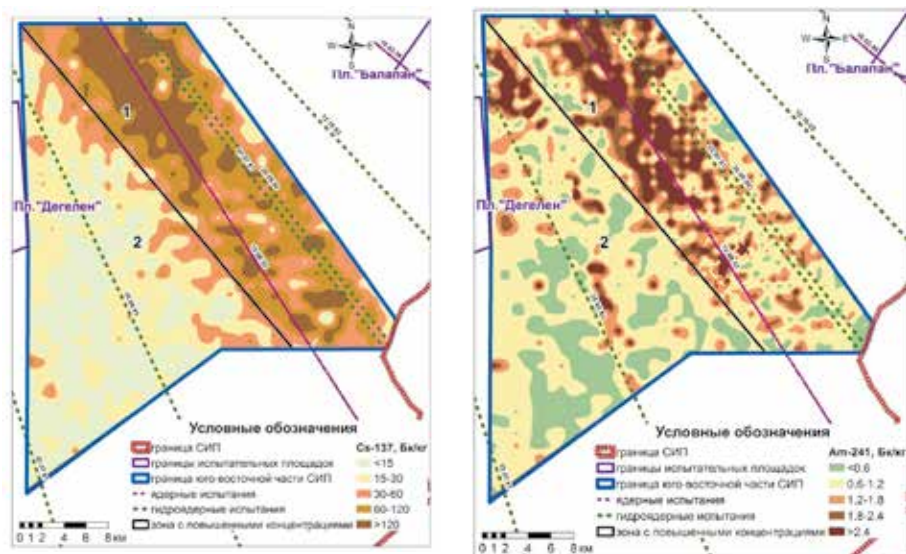 N
W E
S
Пл. "Балапан"
1
Пл. "Дегелен"
2
Условные обозначения
граница СИП
границы испытательных площадок
граница юго-восточной части СИП
ядерные испытания
гидроядерные испытания
зона с повышенными концентрациями
Cs-137, Бк/кг
<15
15-30
30-60
60-120
>120
0 1 2 4 6 8 км
N
W E
S
Пл. "Балапан"
1
Пл. "Дегелен"
2
Условные обозначения
граница СИП
границы испытательных площадок
граница юго-восточной части СИП
ядерные испытания
гидроядерные испытания
зона с повышенными концентрациями
Am-241, Бк/кг
<0.6
0.6-1.2
1.2-1.8
1.8-2.4
>2.4
0 1 2 4 6 8 км